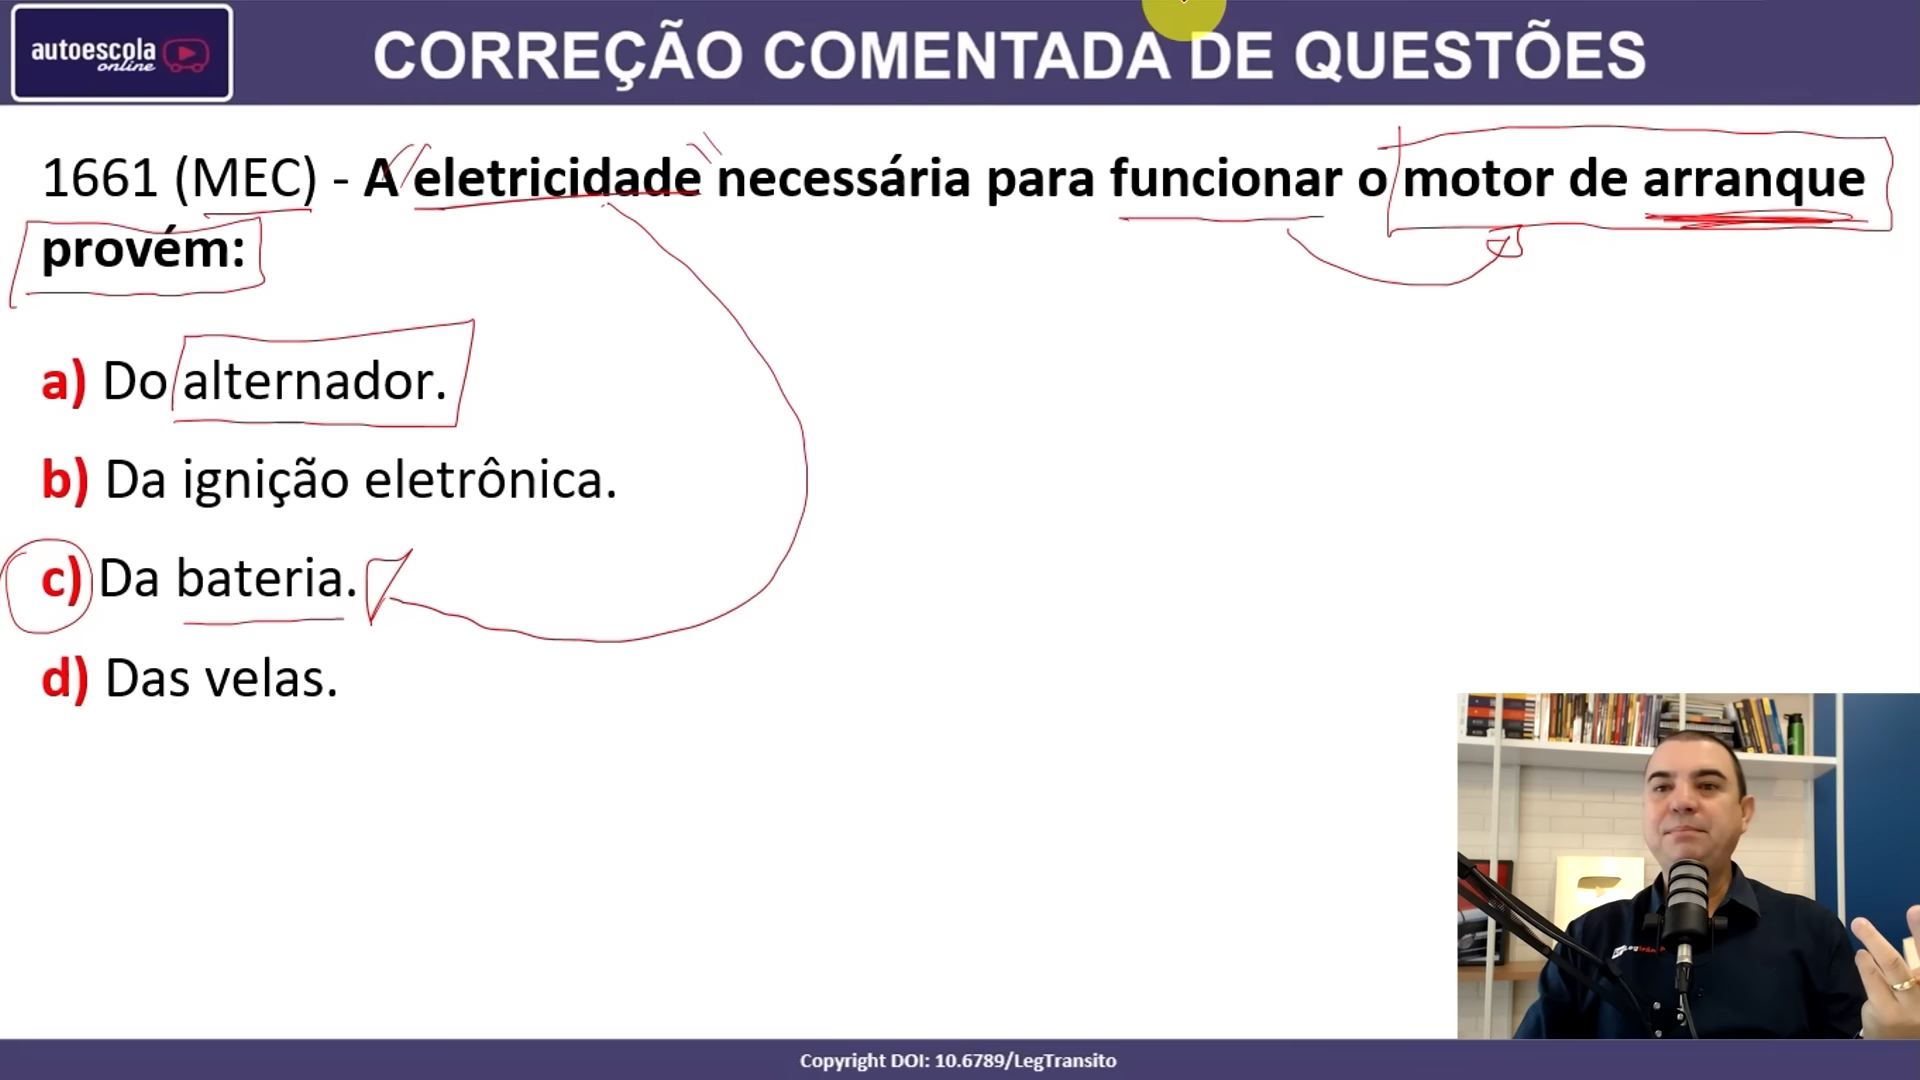 autoescola
online
CORREÇÃO COMENTADA DE QUESTÕES
1661 (MEC) - A eletricidade necessária para funcionar o motor de arranque
provém:
a) Do alternador.
b) Da ignição eletrônica.
c) Da bateria.
d) Das velas.
Copyright DOI: 10.6789/LegTransito